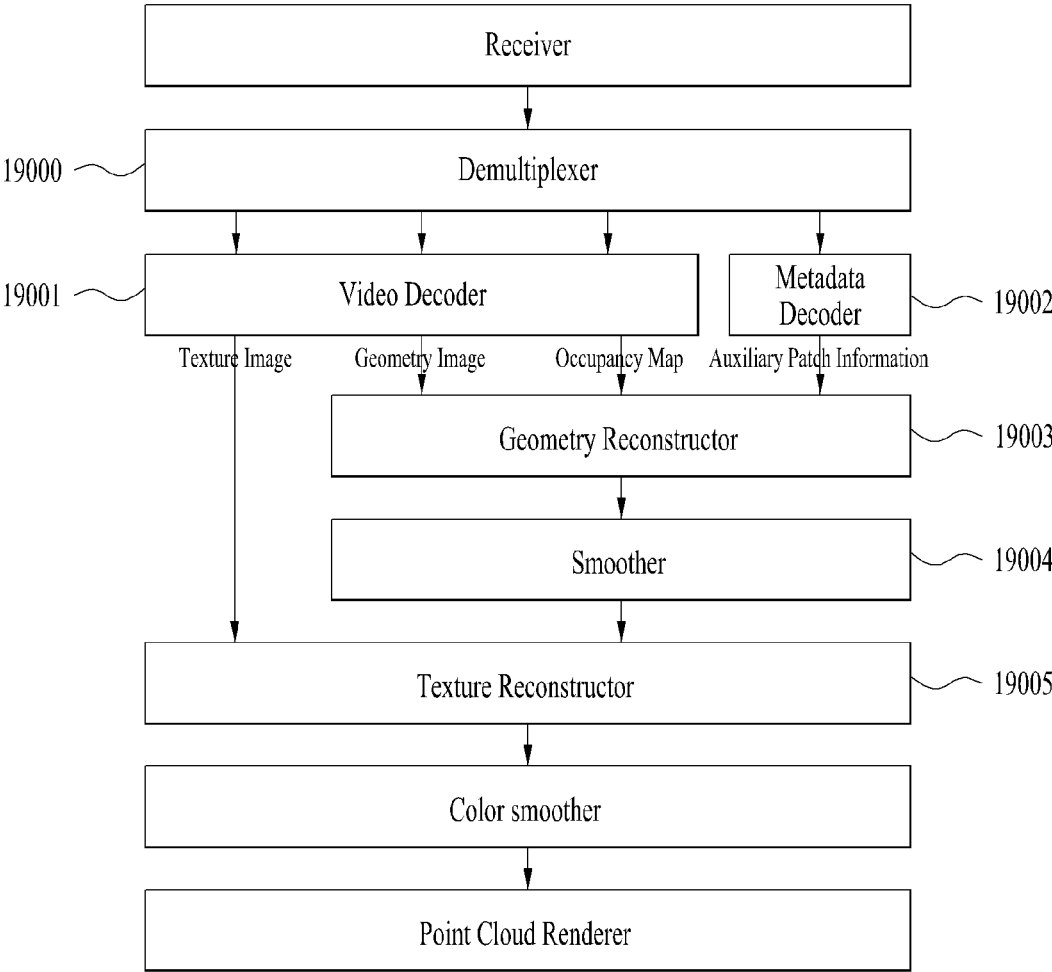 Receiver
19000
Demultiplexer
19001
Video Decoder
Metadata
Decoder
19002
Texture Image
Geometry Image
Occupancy Map
Auxiliary Patch Information
Geometry Reconstructor
19003
Smoother
19004
Texture Reconstructor
19005
Color smoother
Point Cloud Renderer